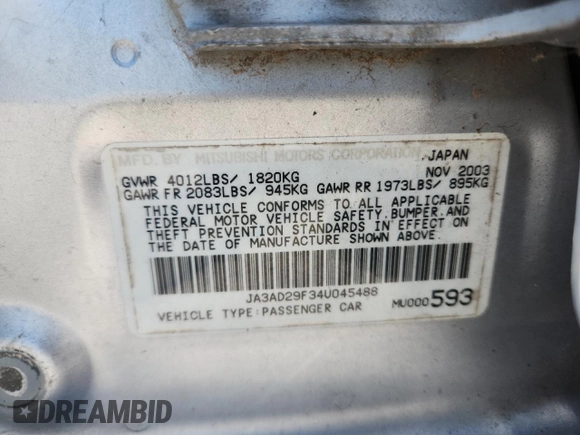 MFD. BY MITSUBISHI MOTORS CORPORATION, JAPAN
GVWR 4012LBS/ 1820KG NOV 2003
GAWR FR 2083LBS/ 945KG GAWR RR 1973LBS/ 895KG
THIS VEHICLE CONFORMS TO ALL APPLICABLE
FEDERAL MOTOR VEHICLE SAFETY,BUMPER,AND
THEFT PREVENTION STANDARDS IN EFFECT ON
THE DATE OF MANUFACTURE SHOWN ABOVE.
JA3AD29F34U045488
VEHICLE TYPE:PASSENGER CAR MU000593
DREAMBID